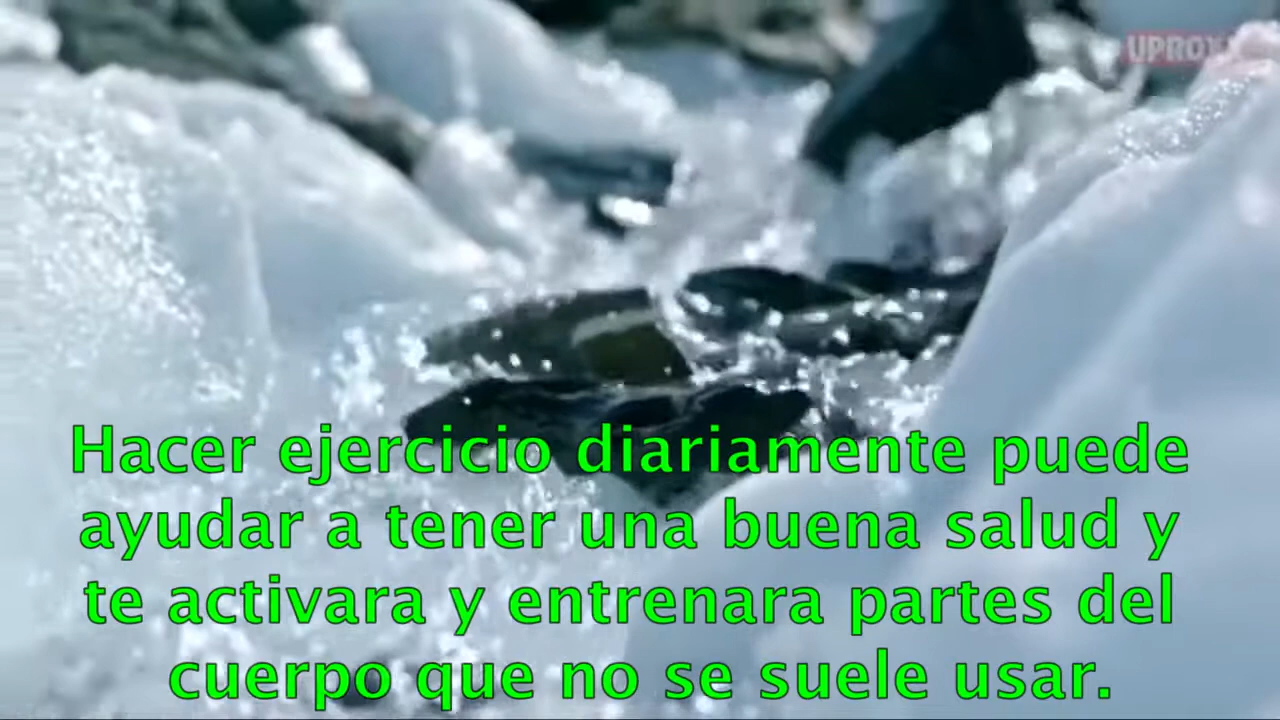 UPROXX
Hacer ejercicio diariamente puede
ayudar a tener una buena salud y
te activara y entrenara partes del
cuerpo que no se suele usar.